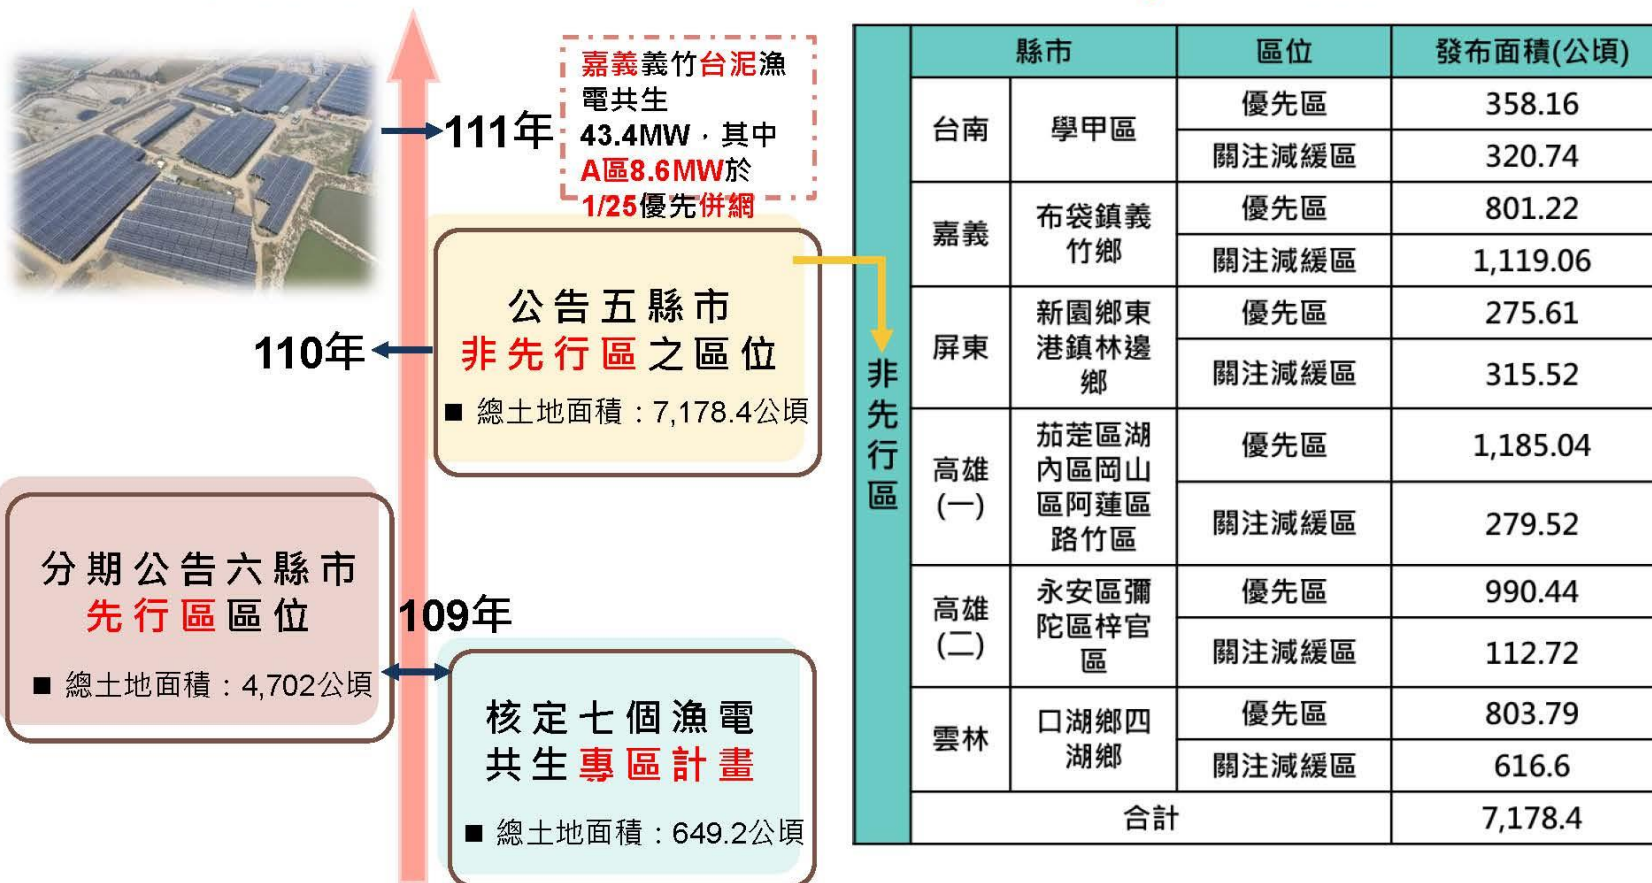 111年
嘉義義竹台泥漁
電共生
43.4MW，其中
A區8.6MW於
1/25優先併網
110年
公告五縣市
非先行區之區位
■ 總土地面積：7,178.4公頃
109年
分期公告六縣市
先行區區位
■ 總土地面積：4,702公頃
核定七個漁電
共生專區計畫
■ 總土地面積：649.2公頃
非先行區
縣市 區位 發布面積(公頃)
台南 學甲區 優先區 358.16
關注減緩區 320.74
嘉義 布袋鎮義
竹鄉 優先區 801.22
關注減緩區 1,119.06
屏東 新園鄉東
港鎮林邊
鄉 優先區 275.61
關注減緩區 315.52
高雄
(一) 茄萣區湖
內區岡山
區阿蓮區
路竹區 優先區 1,185.04
關注減緩區 279.52
高雄
(二) 永安區彌
陀區梓官
區 優先區 990.44
關注減緩區 112.72
雲林 口湖鄉四
湖鄉 優先區 803.79
關注減緩區 616.6
合計 7,178.4